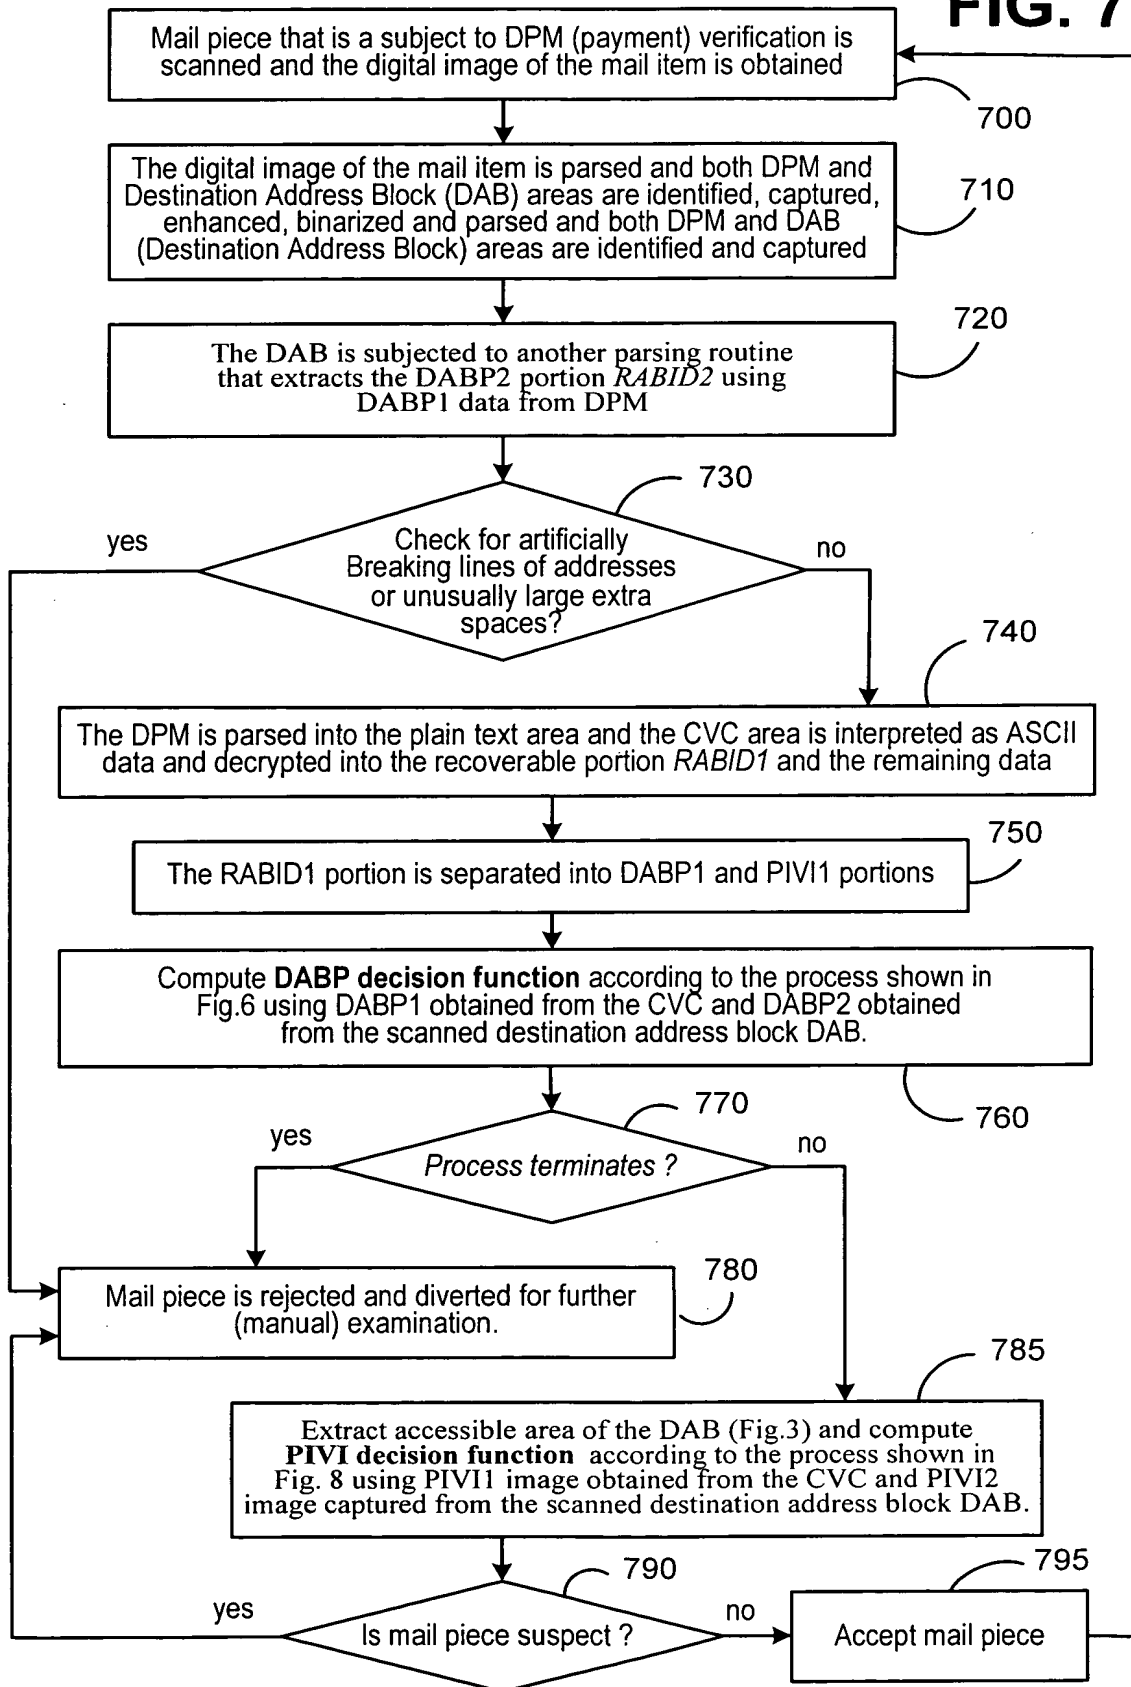 FIG. 7
Mail piece that is a subject to DPM (payment) verification is
scanned and the digital image of the mail item is obtained
700
The digital image of the mail item is parsed and both DPM and
Destination Address Block (DAB) areas are identified, captured,
enhanced, binarized and parsed and both DPM and DAB
(Destination Address Block) areas are identified and captured
710
720
The DAB is subjected to another parsing routine
that extracts the DABP2 portion RABID2 using
DABP1 data from DPM
730
yes
no
Check for artificially
Breaking lines of addresses
or unusually large extra
spaces?
740
The DPM is parsed into the plain text area and the CVC area is interpreted as ASCII
data and decrypted into the recoverable portion RABID1 and the remaining data
750
The RABID1 portion is separated into DABP1 and PIVI1 portions
Compute DABP decision function according to the process shown in
Fig.6 using DABP1 obtained from the CVC and DABP2 obtained
from the scanned destination address block DAB.
760
770
yes
no
Process terminates ?
780
Mail piece is rejected and diverted for further
(manual) examination.
785
Extract accessible area of the DAB (Fig.3) and compute
PIVI decision function according to the process shown in
Fig. 8 using PIVI1 image obtained from the CVC and PIVI2
image captured from the scanned destination address block DAB.
790
795
yes
no
Is mail piece suspect ?
Accept mail piece